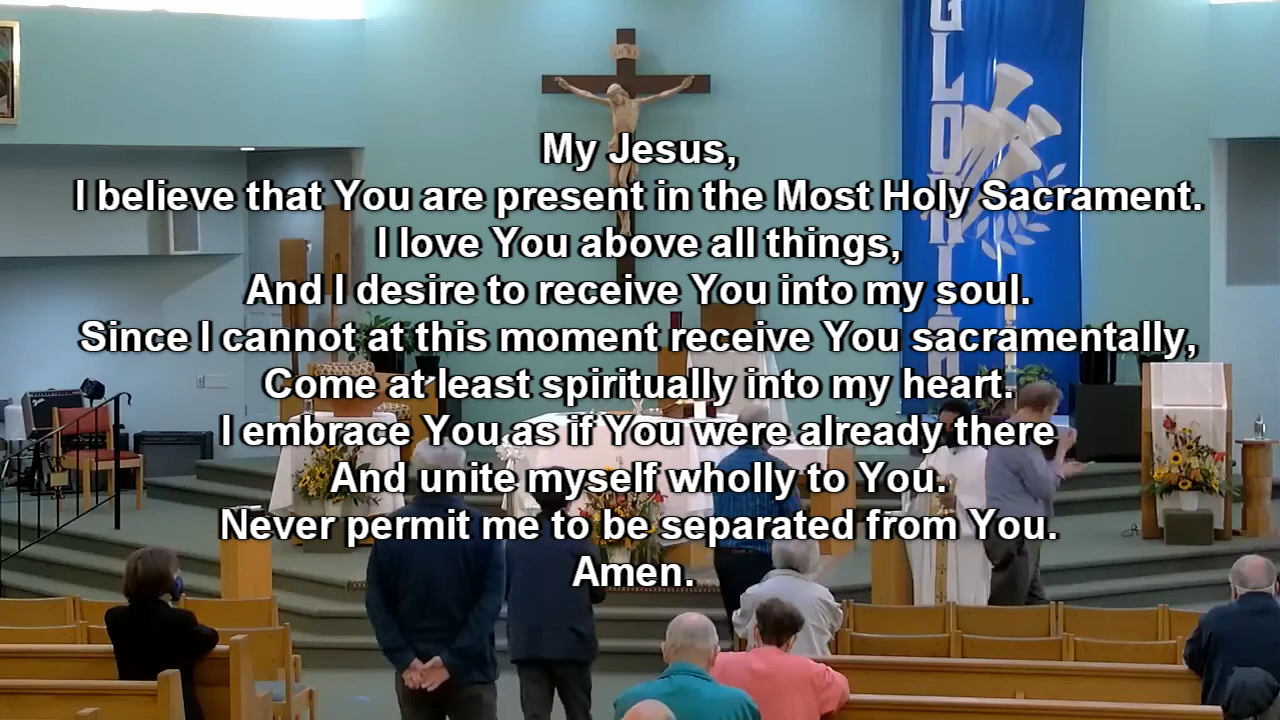 My Jesus,
I believe that You are present in the Most Holy Sacrament.
I love You above all things,
And I desire to receive You into my soul.
Since I cannot at this moment receive You sacramentally,
Come at least spiritually into my heart.
I embrace You as if You were already there
And unite myself wholly to You.
Never permit me to be separated from You.
Amen.